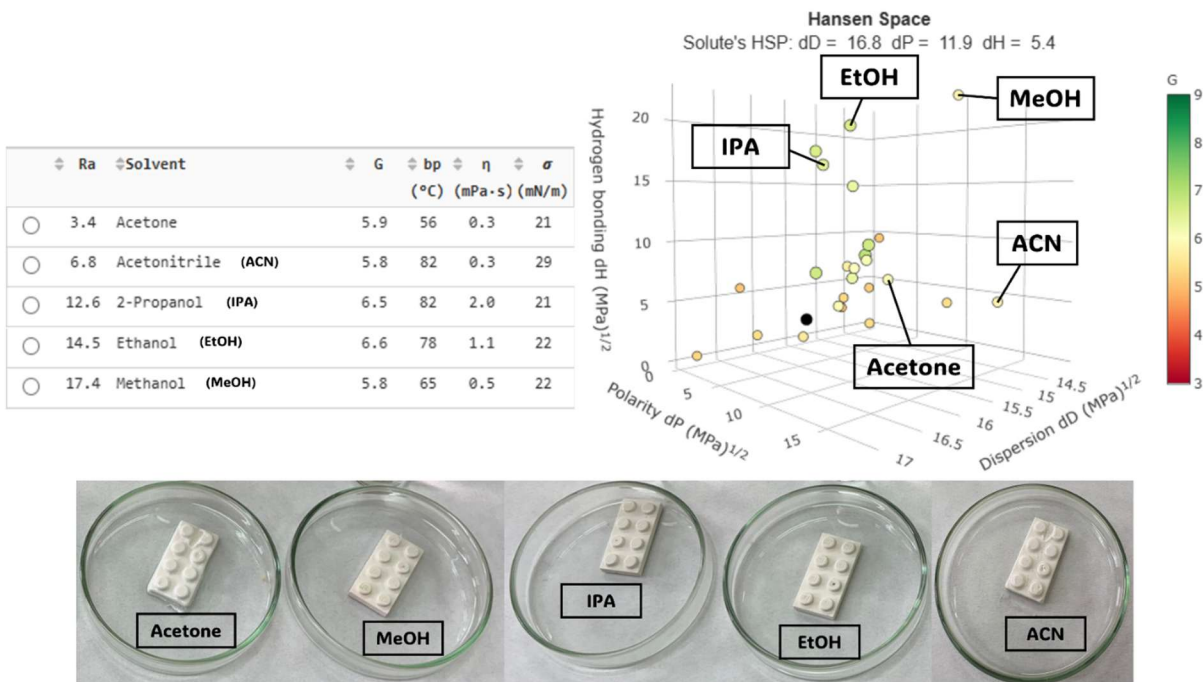 Ra Solvent G bp η σ
(°C) (mPa·s) (mN/m)
3.4 Acetone 5.9 56 0.3 21
6.8 Acetonitrile (ACN) 5.8 82 0.3 29
12.6 2-Propanol (IPA) 6.5 82 2.0 21
14.5 Ethanol (EtOH) 6.6 78 1.1 22
17.4 Methanol (MeOH) 5.8 65 0.5 22
Hansen Space
Solute's HSP: dD = 16.8 dP = 11.9 dH = 5.4
EtOH
MeOH
IPA
ACN
Acetone
Hydrogen bonding dH (MPa)1/2
20
15
10
5
0
Polarity dP (MPa)1/2
0
5
10
15
Dispersion dD (MPa)1/2
14.5
15
15.5
16
16.5
17
G
9
8
7
6
5
4
3
Acetone
MeOH
IPA
EtOH
ACN